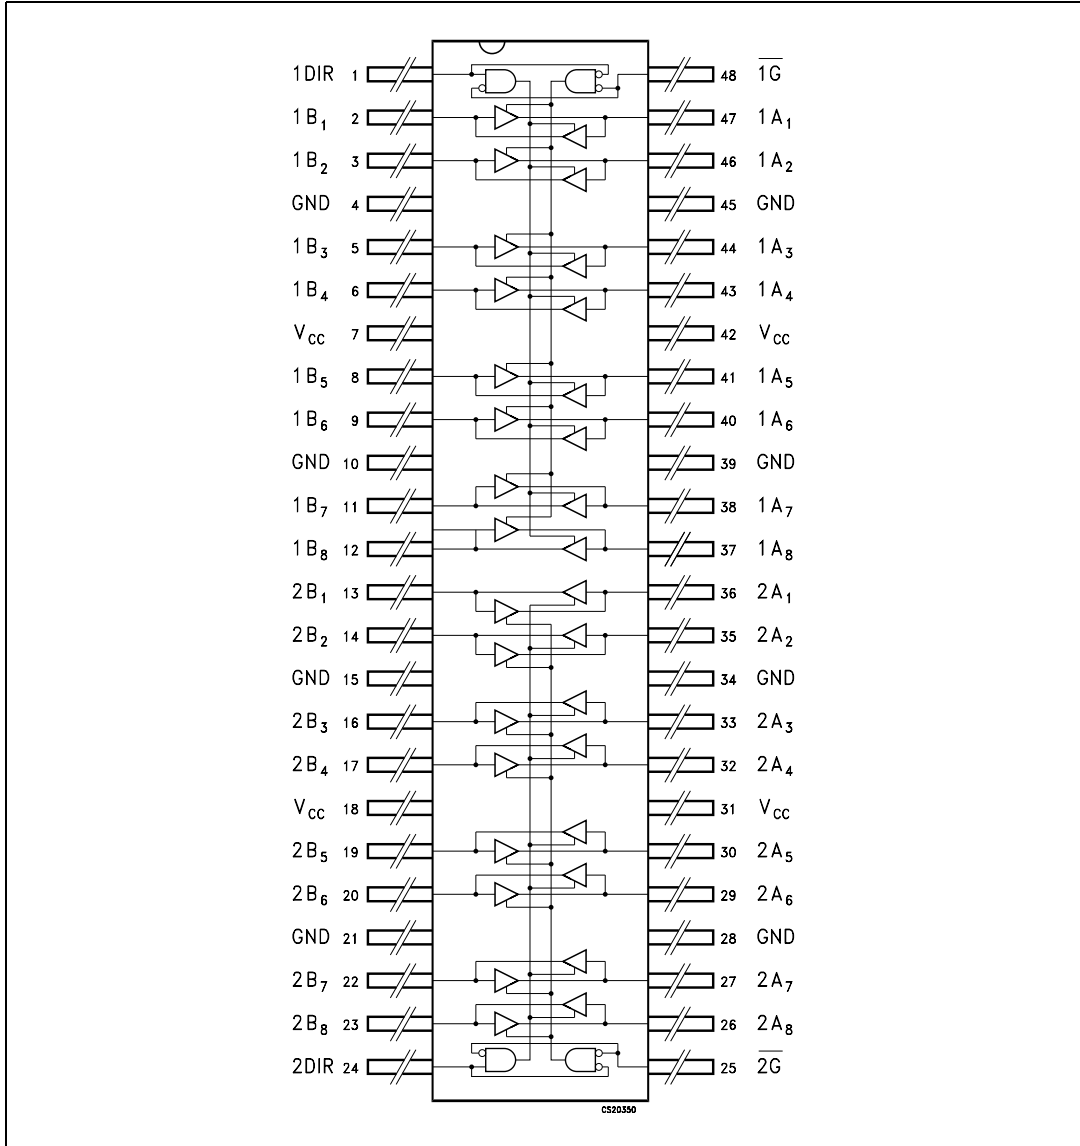 1DIR 1 48 1G
1B1 2 47 1A1
1B2 3 46 1A2
GND 4 45 GND
1B3 5 44 1A3
1B4 6 43 1A4
VCC 7 42 VCC
1B5 8 41 1A5
1B6 9 40 1A6
GND 10 39 GND
1B7 11 38 1A7
1B8 12 37 1A8
2B1 13 36 2A1
2B2 14 35 2A2
GND 15 34 GND
2B3 16 33 2A3
2B4 17 32 2A4
VCC 18 31 VCC
2B5 19 30 2A5
2B6 20 29 2A6
GND 21 28 GND
2B7 22 27 2A7
2B8 23 26 2A8
2DIR 24 25 2G
CS20350